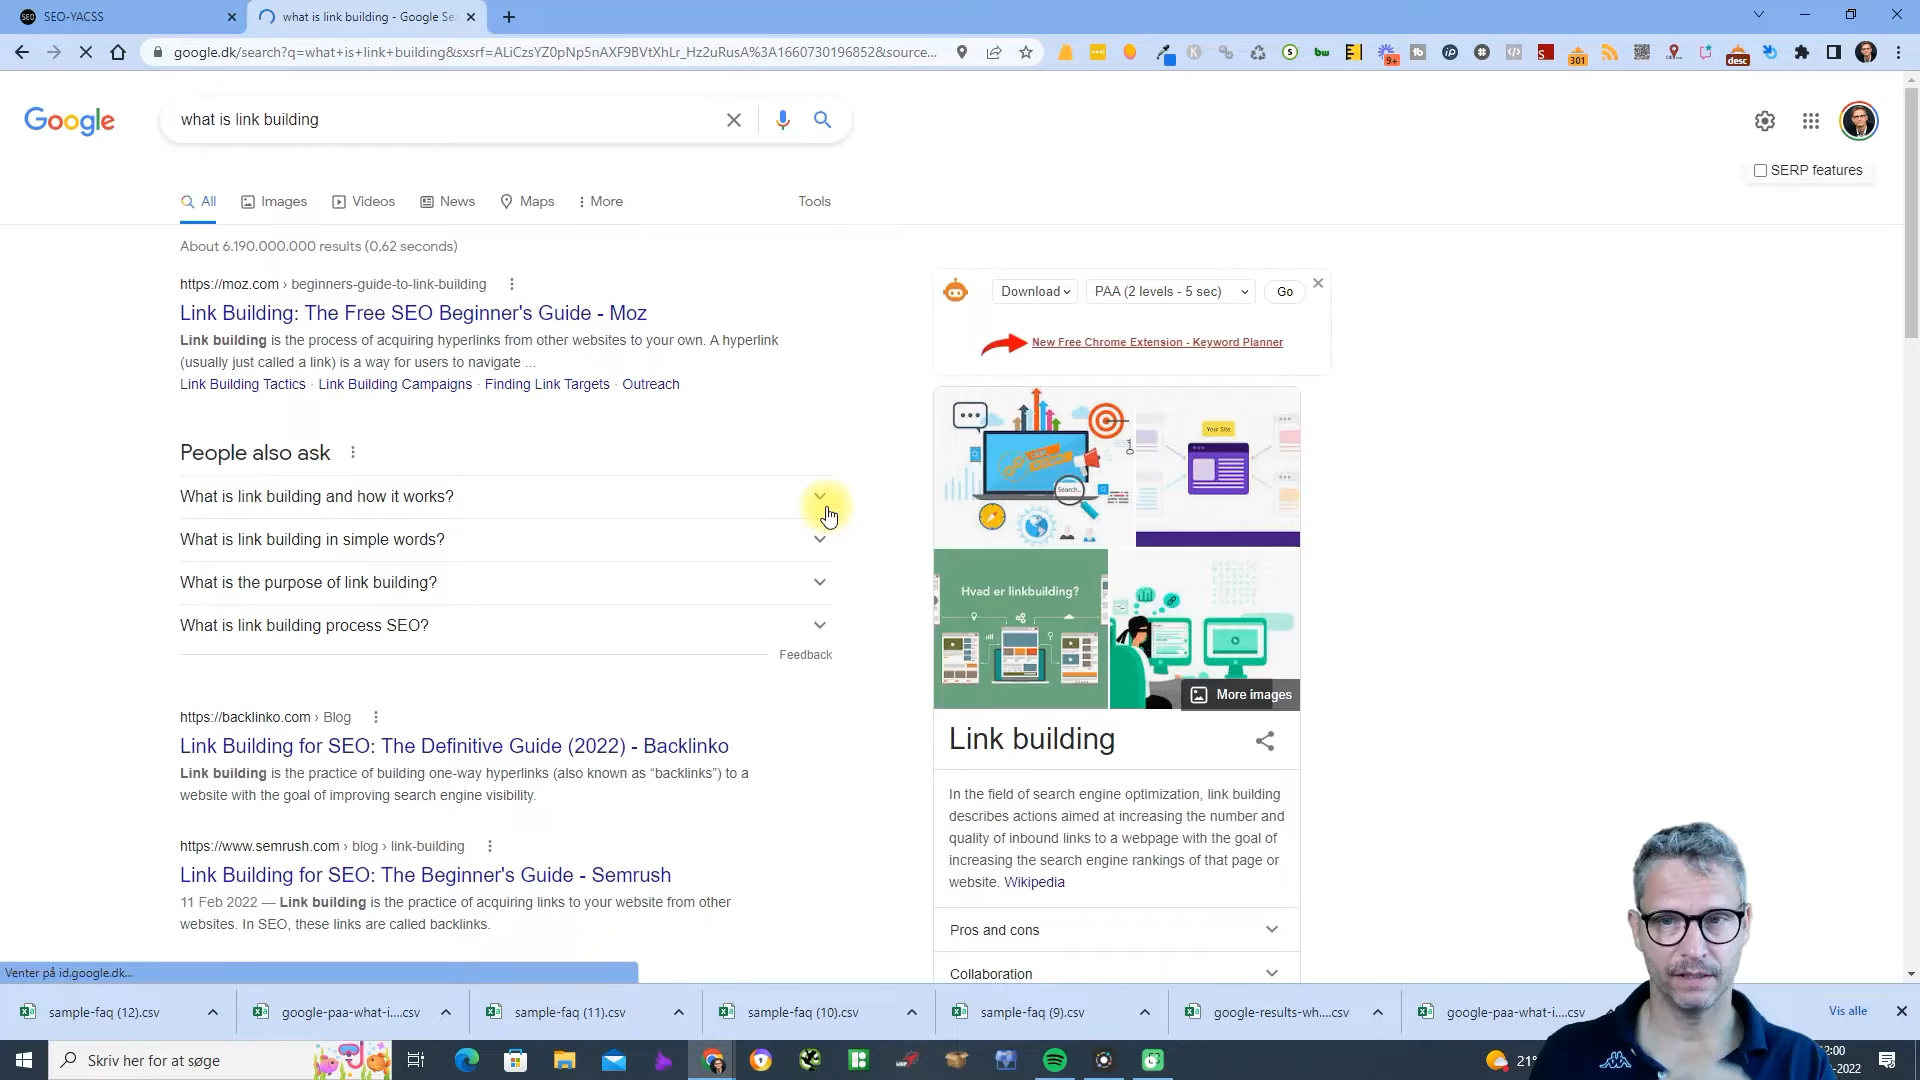 SEO-YACSS
what is link building - Google Se
google.dk/search?q=what+is+link+building&sxsrf=ALiCzsYZ0pNp5nAXF9BVtXhLr_Hz2uRusA%3A1660730196852&source...
9+
301
desc
Google
what is link building
SERP features
All
Images
Videos
News
Maps
More
Tools
About 6.190.000.000 results (0,62 seconds)
https://moz.com › beginners-guide-to-link-building
Link Building: The Free SEO Beginner's Guide - Moz
Link building is the process of acquiring hyperlinks from other websites to your own. A hyperlink
(usually just called a link) is a way for users to navigate ...
Link Building Tactics · Link Building Campaigns · Finding Link Targets · Outreach
People also ask
What is link building and how it works?
What is link building in simple words?
What is the purpose of link building?
What is link building process SEO?
Feedback
https://backlinko.com › Blog
Link Building for SEO: The Definitive Guide (2022) - Backlinko
Link building is the practice of building one-way hyperlinks (also known as “backlinks”) to a
website with the goal of improving search engine visibility.
https://www.semrush.com › blog › link-building
Link Building for SEO: The Beginner's Guide - Semrush
11 Feb 2022 — Link building is the practice of acquiring links to your website from other
websites. In SEO, these links are called backlinks.
Download
PAA (2 levels - 5 sec)
Go
New Free Chrome Extension - Keyword Planner
Search...
Your Site
Hvad er linkbuilding?
More images
Link building
In the field of search engine optimization, link building
describes actions aimed at increasing the number and
quality of inbound links to a webpage with the goal of
increasing the search engine rankings of that page or
website. Wikipedia
Pros and cons
Collaboration
Venter på id.google.dk...
sample-faq (12).csv
google-paa-what-i....csv
sample-faq (11).csv
sample-faq (10).csv
sample-faq (9).csv
google-results-wh....csv
google-paa-what-i....csv
Vis alle
Skriv her for at søge
21°
2:00
-2022